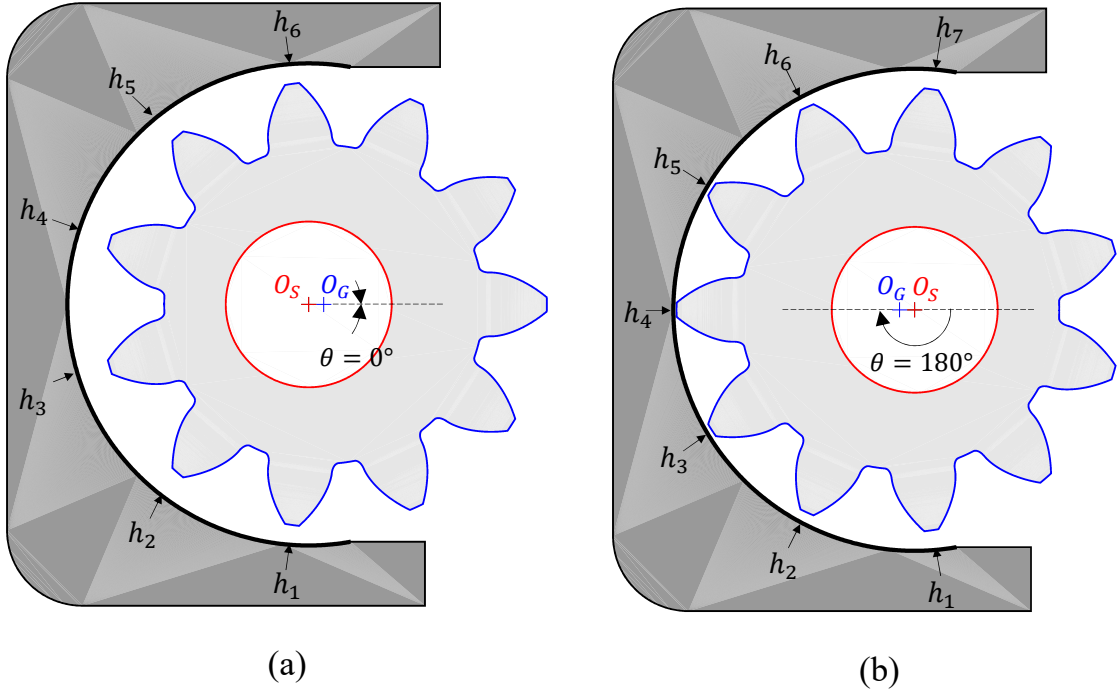 h₆
h₅
h₄
h₃
h₂
h₁
O_S O_G
θ = 0°
(a)
h₇
h₆
h₅
h₄
h₃
h₂
h₁
O_G O_S
θ = 180°
(b)